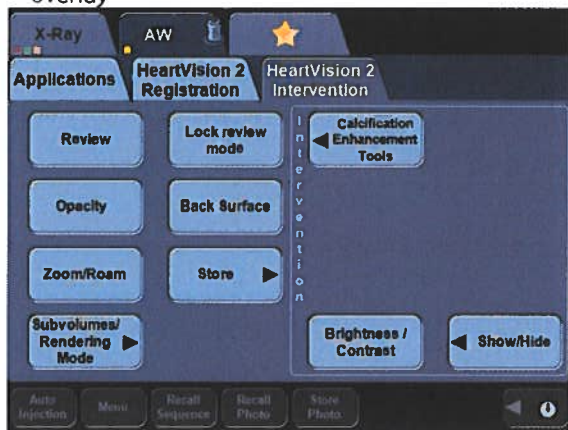 overlay
X-Ray
AW
Applications
HeartVision 2
Registration
HeartVision 2
Intervention
Review
Lock review
mode
Opacity
Back Surface
Zoom/Roam
Store
Subvolumes/
Rendering
Mode
Intervention
Calcification
Enhancement
Tools
Brightness /
Contrast
Show/Hide
Auto
Injection
Menu
Recall
Sequence
Recall
Photo
Store
Photo